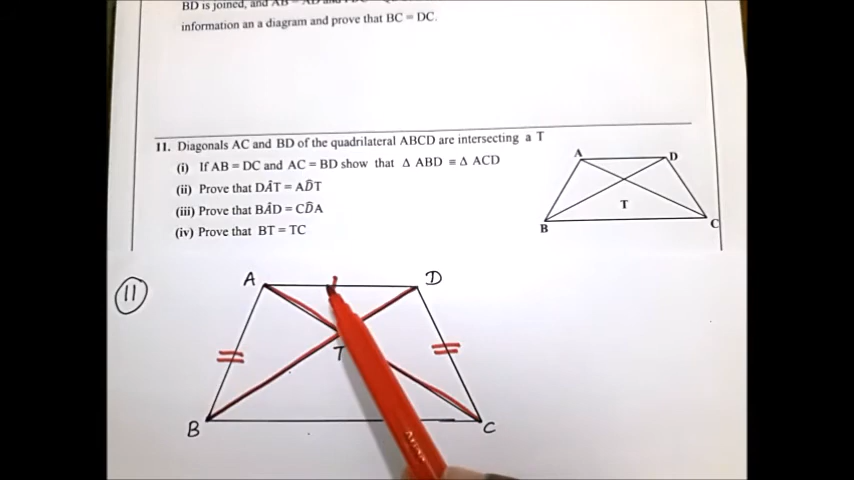 BD is joined, and AB = AD and
information an a diagram and prove that BC = DC.
11. Diagonals AC and BD of the quadrilateral ABCD are intersecting a T
(i) If AB = DC and AC = BD show that Δ ABD ≡ Δ ACD
(ii) Prove that DÂT = AD̂T
(iii) Prove that BÂD = CD̂A
(iv) Prove that BT = TC
A D
T
B C
11
A D
T
B C